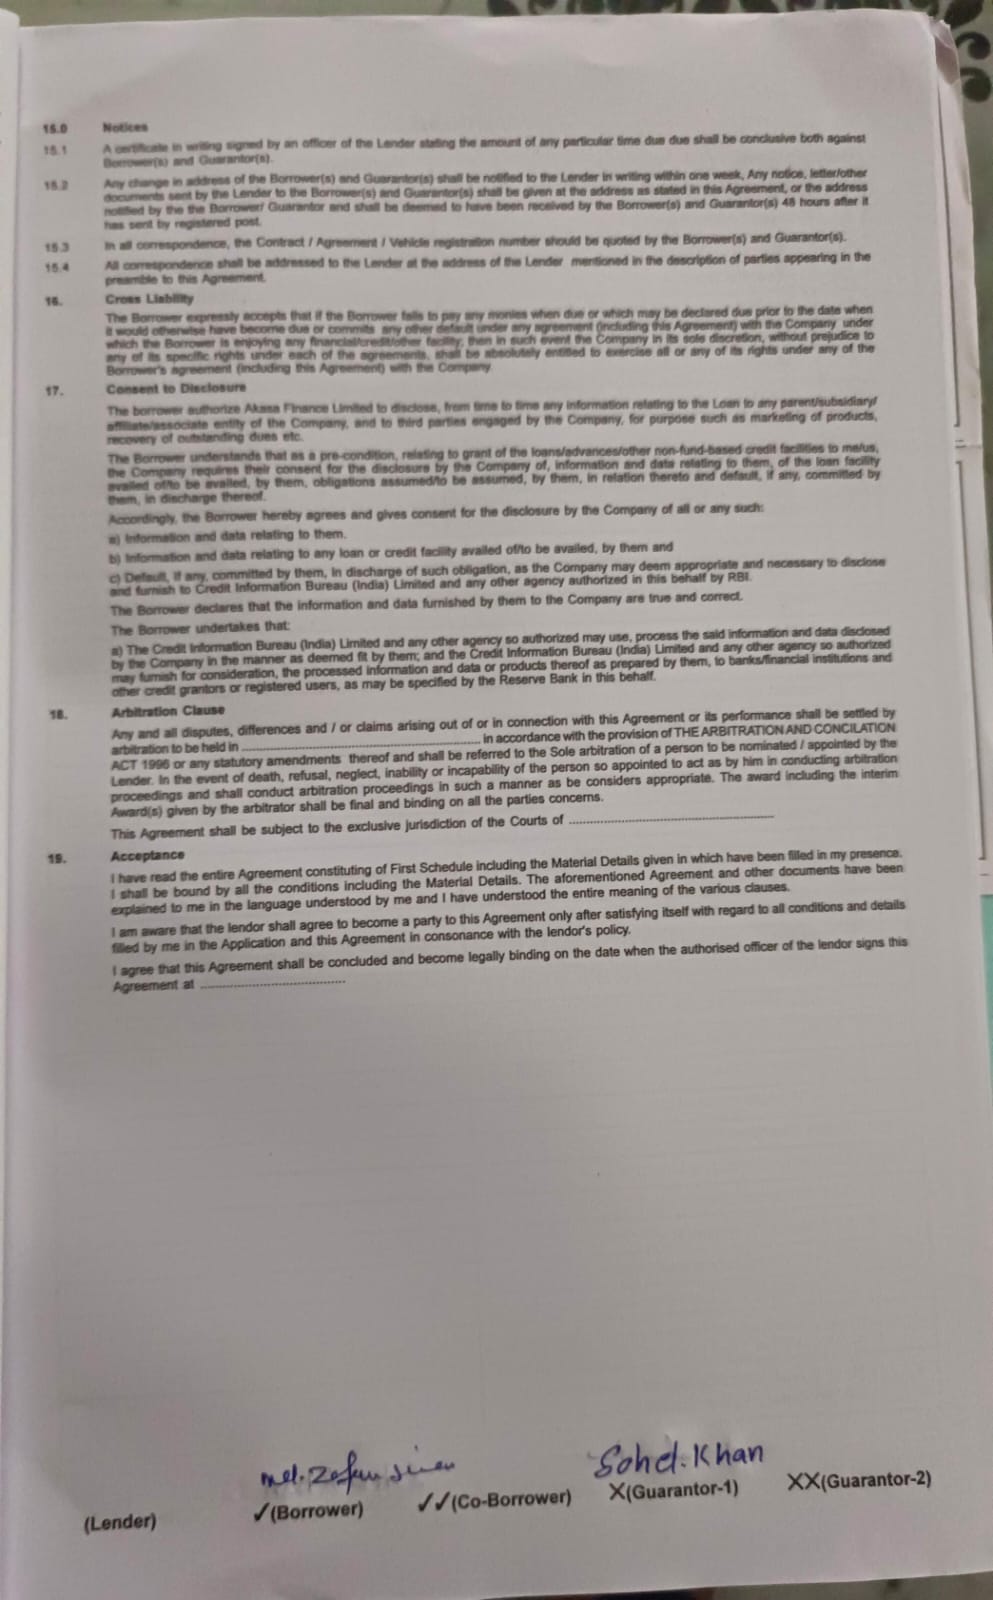 15.0 Notices
15.1 A certificate in writing signed by an officer of the Lender stating the amount of any particular time due due shall be conclusive both against
Borrower(s) and Guarantor(s).
15.2 Any change in address of the Borrower(s) and Guarantor(s) shall be notified to the Lender in writing within one week, Any notice, letter/other
documents sent by the Lender to the Borrower(s) and Guarantor(s) shall be given at the address as stated in this Agreement, or the address
notified by the the Borrower/ Guarantor and shall be deemed to have been received by the Borrower(s) and Guarantor(s) 48 hours after it
has sent by registered post.
15.3 In all correspondence, the Contract / Agreement / Vehicle registration number should be quoted by the Borrower(s) and Guarantor(s).
15.4 All correspondence shall be addressed to the Lender at the address of the Lender mentioned in the description of parties appearing in the
preamble to this Agreement.
16. Cross Liability
The Borrower expressly accepts that if the Borrower fails to pay any monies when due or which may be declared due prior to the date when
it would otherwise have become due or commits any other default under any agreement (including this Agreement) with the Company under
which the Borrower is enjoying any financial/credit/other facility, then in such event the Company in its sole discretion, without prejudice to
any of its specific rights under each of the agreements, shall be absolutely entitled to exercise all or any of its rights under any of the
Borrower's agreement (including this Agreement) with the Company
17. Consent to Disclosure
The borrower authorize Akasa Finance Limited to disclose, from time to time any information relating to the Loan to any parent/subsidiary/
affiliate/associate entity of the Company, and to third parties engaged by the Company, for purpose such as marketing of products,
recovery of outstanding dues etc.
The Borrower understands that as a pre-condition, relating to grant of the loans/advances/other non-fund-based credit facilities to me/us,
the Company requires their consent for the disclosure by the Company of, information and data relating to them, of the loan facility
availed of/to be availed, by them, obligations assumed/to be assumed, by them, in relation thereto and default, if any, committed by
them, in discharge thereof.
Accordingly, the Borrower hereby agrees and gives consent for the disclosure by the Company of all or any such:
a) Information and data relating to them.
b) Information and data relating to any loan or credit facility availed of/to be availed, by them and
c) Default, if any, committed by them, in discharge of such obligation, as the Company may deem appropriate and necessary to disclose
and furnish to Credit Information Bureau (India) Limited and any other agency authorized in this behalf by RBI.
The Borrower declares that the information and data furnished by them to the Company are true and correct.
The Borrower undertakes that:
a) The Credit Information Bureau (India) Limited and any other agency so authorized may use, process the said information and data disclosed
by the Company in the manner as deemed fit by them; and the Credit Information Bureau (India) Limited and any other agency so authorized
may furnish for consideration, the processed information and data or products thereof as prepared by them, to banks/financial institutions and
other credit grantors or registered users, as may be specified by the Reserve Bank in this behalf.
18. Arbitration Clause
Any and all disputes, differences and / or claims arising out of or in connection with this Agreement or its performance shall be settled by
arbitration to be held in ............................................................ in accordance with the provision of THE ARBITRATION AND CONCILATION
ACT 1996 or any statutory amendments thereof and shall be referred to the Sole arbitration of a person to be nominated / appointed by the
Lender. In the event of death, refusal, neglect, inability or incapability of the person so appointed to act as by him in conducting arbitration
proceedings and shall conduct arbitration proceedings in such a manner as be considers appropriate. The award including the interim
Award(s) given by the arbitrator shall be final and binding on all the parties concerns.
This Agreement shall be subject to the exclusive jurisdiction of the Courts of ............................................................
19. Acceptance
I have read the entire Agreement constituting of First Schedule including the Material Details given in which have been filled in my presence.
I shall be bound by all the conditions including the Material Details. The aforementioned Agreement and other documents have been
explained to me in the language understood by me and I have understood the entire meaning of the various clauses.
I am aware that the lendor shall agree to become a party to this Agreement only after satisfying itself with regard to all conditions and details
filled by me in the Application and this Agreement in consonance with the lendor's policy.
I agree that this Agreement shall be concluded and become legally binding on the date when the authorised officer of the lendor signs this
Agreement at .....................................
Sohel. Khan
(Lender) ✓(Borrower) ✓✓(Co-Borrower) X(Guarantor-1) XX(Guarantor-2)